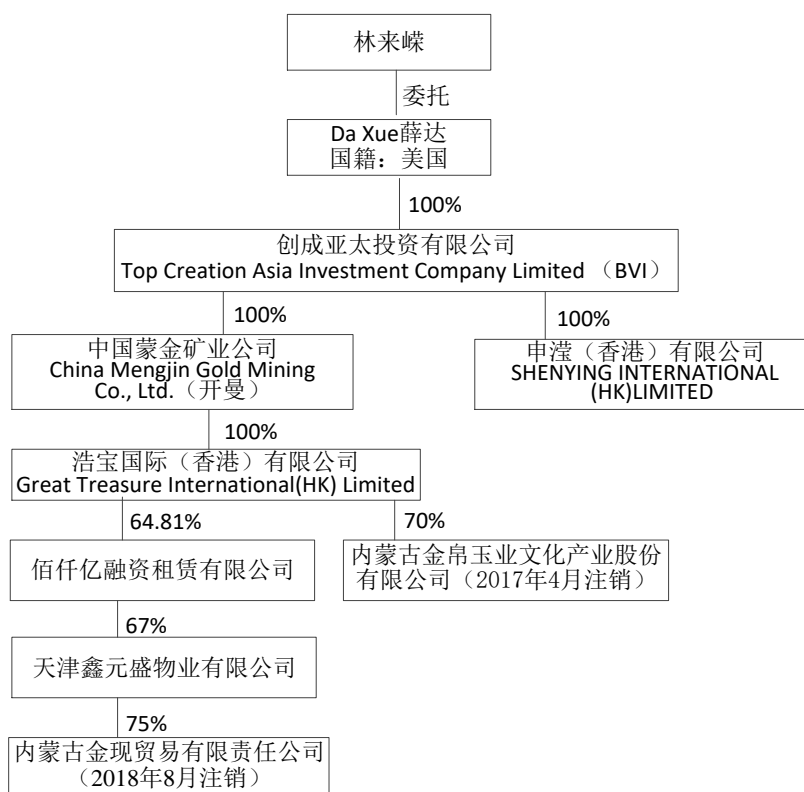 林来嵘
委托
Da Xue薛达
国籍：美国
100%
创成亚太投资有限公司
Top Creation Asia Investment Company Limited （BVI）
100%
100%
中国蒙金矿业公司
China Mengjin Gold Mining
Co., Ltd.（开曼）
申滢（香港）有限公司
SHENYING INTERNATIONAL
(HK)LIMITED
100%
浩宝国际（香港）有限公司
Great Treasure International(HK) Limited
64.81%
70%
佰仟亿融资租赁有限公司
内蒙古金帛玉业文化产业股份
有限公司（2017年4月注销）
67%
天津鑫元盛物业有限公司
75%
内蒙古金现贸易有限责任公司
（2018年8月注销）